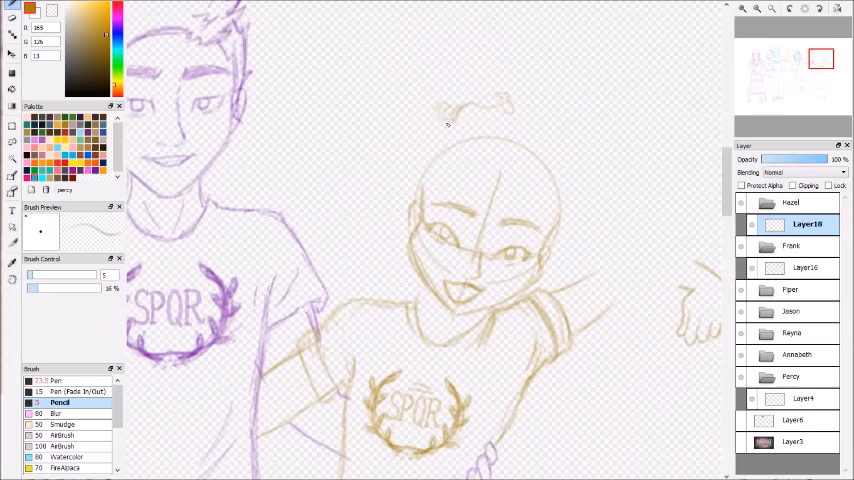 R: 165
G: 126
B: 13
Palette
percy
Brush Preview
Brush Control
5
16 %
Brush
23.5 Pen
15 Pen (Fade In/Out)
5 Pencil
80 Blur
50 Smudge
50 AirBrush
100 AirBrush
80 Watercolor
70 FireAlpaca
SPQR
SPQR
Layer
Opacity 100 %
Blending Normal
Protect Alpha Clipping Lock
Hazel
Layer18
Frank
Layer16
Piper
Jason
Reyna
Annabeth
Percy
Layer4
Layer6
Layer3